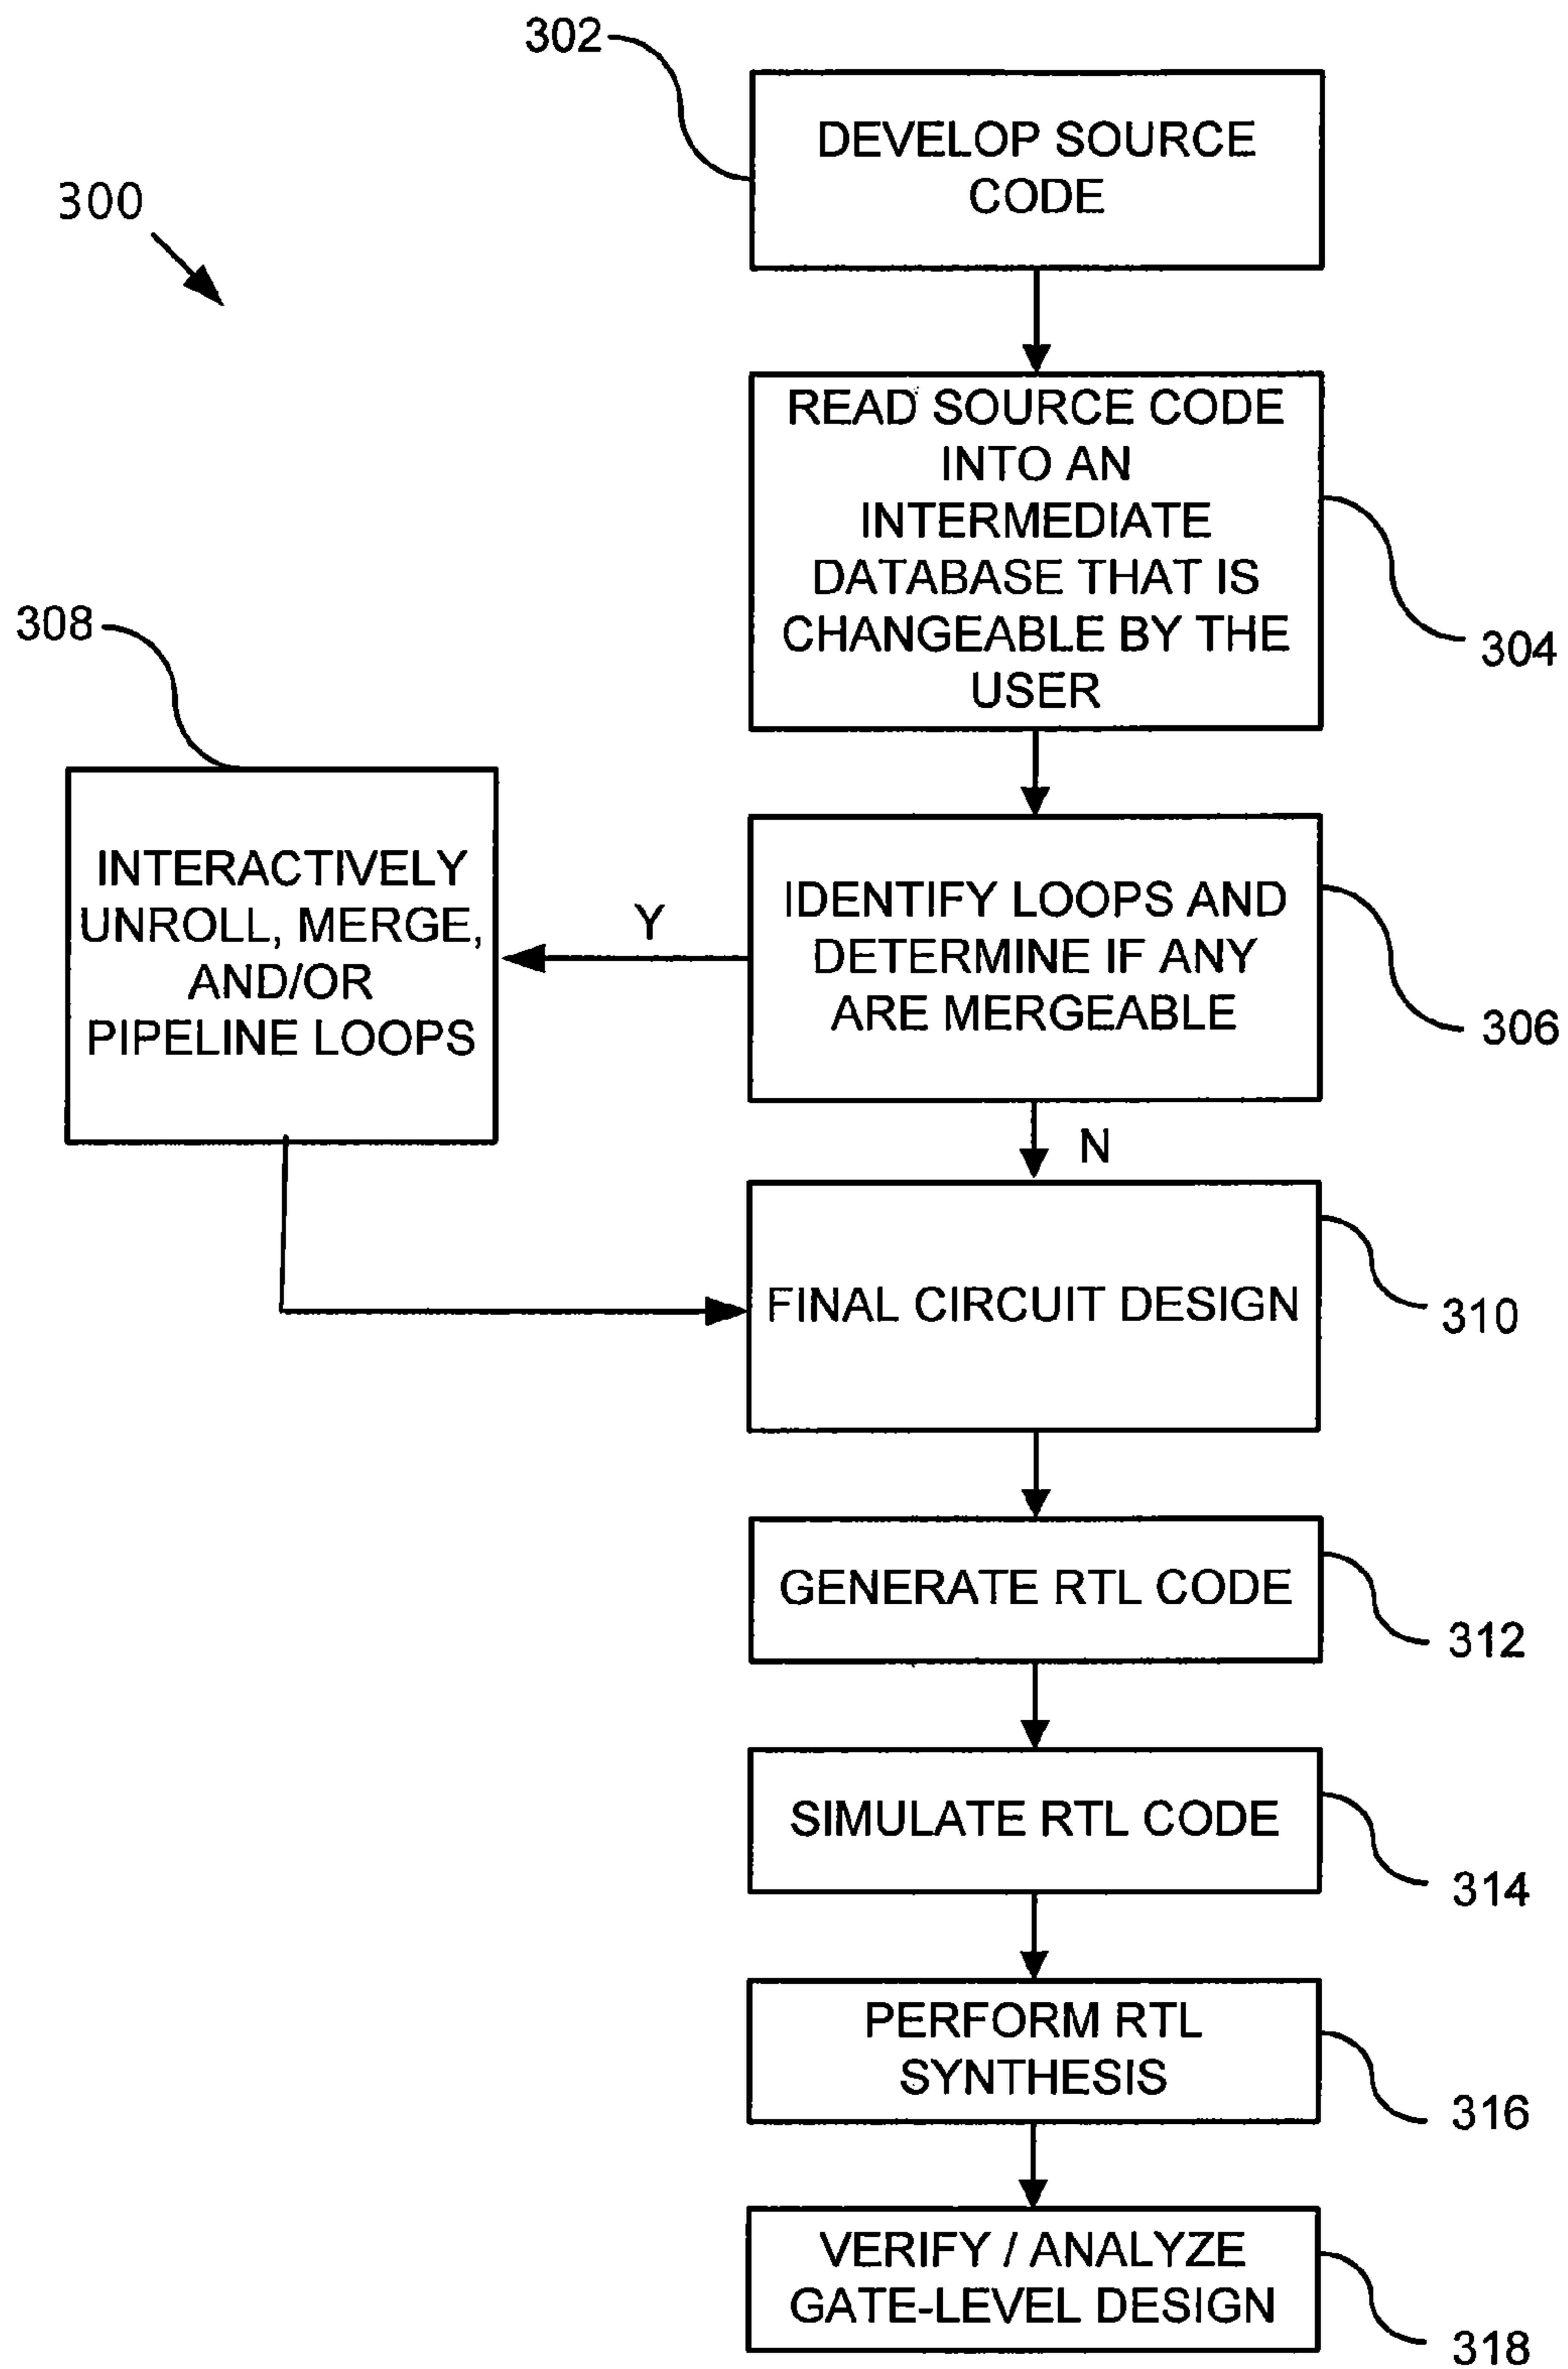 302
DEVELOP SOURCE
CODE
300
READ SOURCE CODE
INTO AN
INTERMEDIATE
DATABASE THAT IS
CHANGEABLE BY THE
USER
304
308
INTERACTIVELY
UNROLL, MERGE,
AND/OR
PIPELINE LOOPS
Y
IDENTIFY LOOPS AND
DETERMINE IF ANY
ARE MERGEABLE
306
N
FINAL CIRCUIT DESIGN
310
GENERATE RTL CODE
312
SIMULATE RTL CODE
314
PERFORM RTL
SYNTHESIS
316
VERIFY / ANALYZE
GATE-LEVEL DESIGN
318